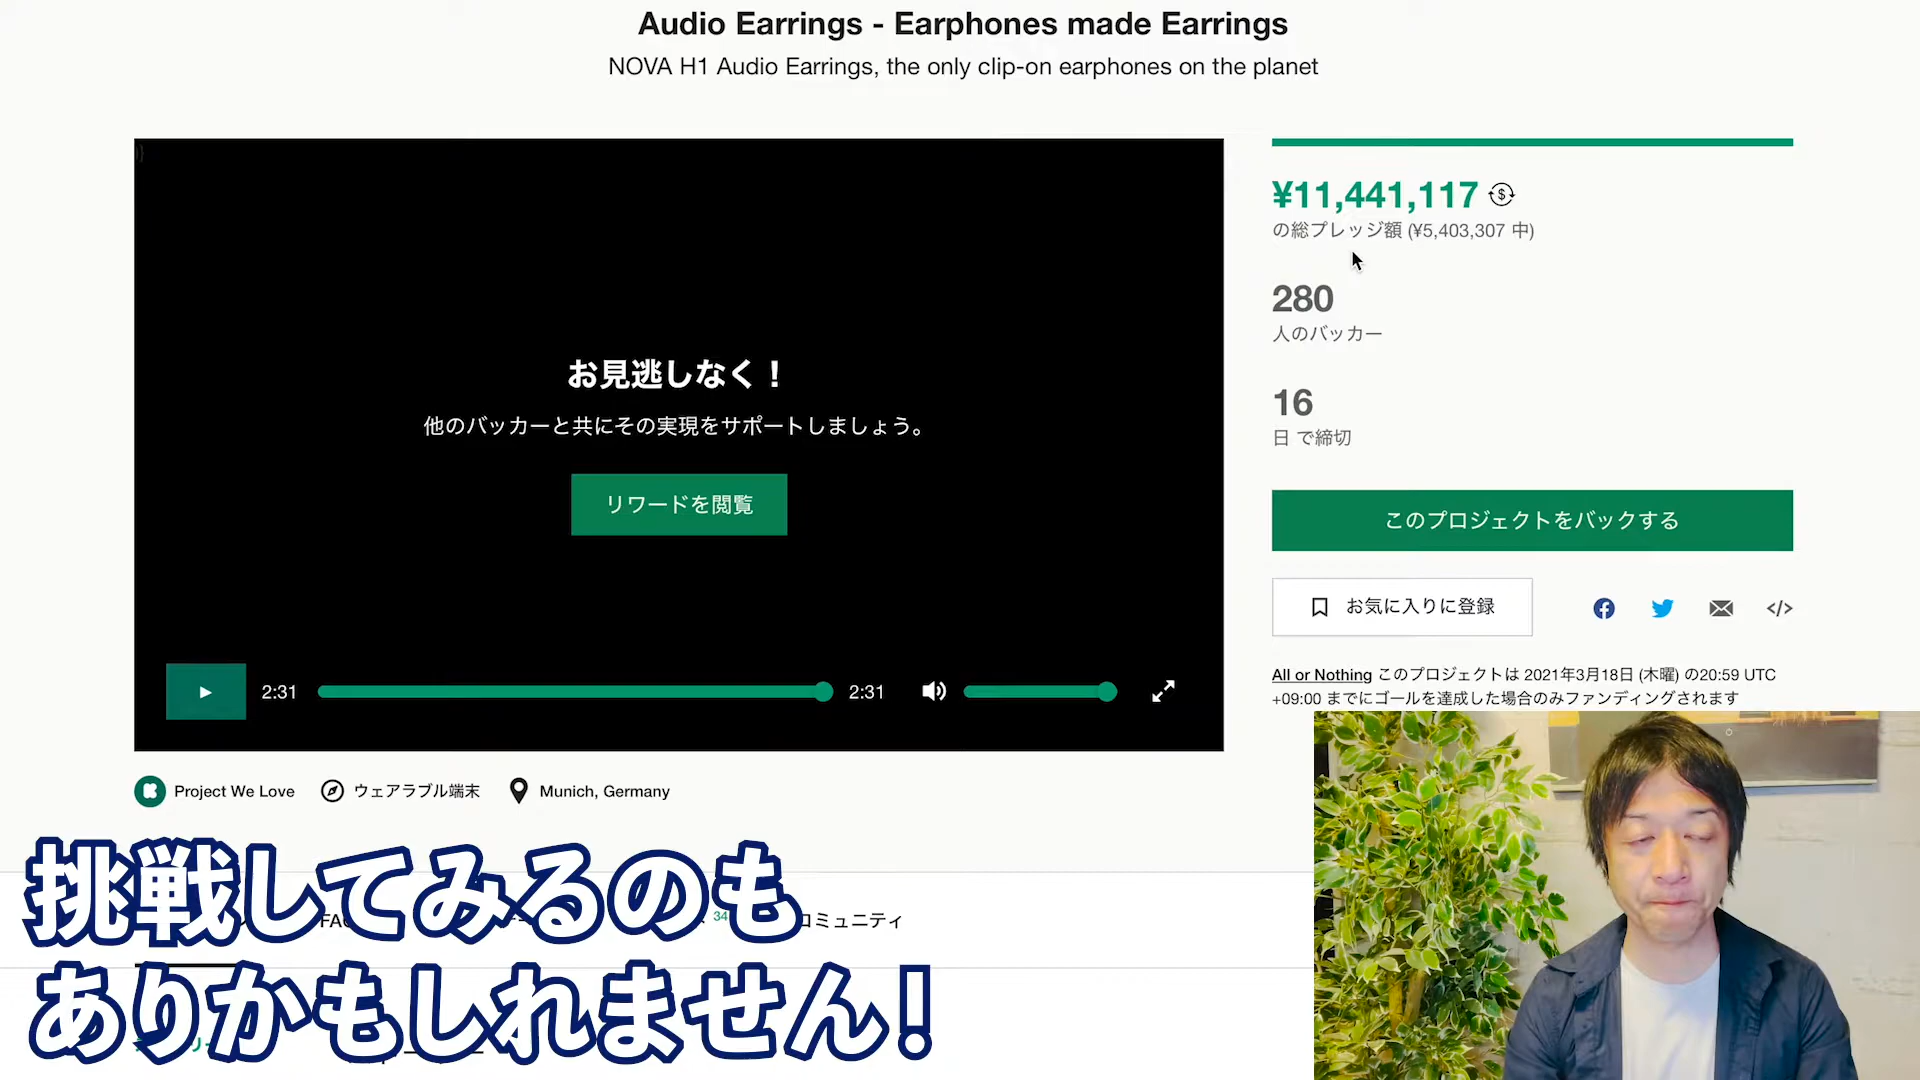 Audio Earrings - Earphones made Earrings
NOVA H1 Audio Earrings, the only clip-on earphones on the planet
お見逃しなく！
他のバッカーと共にその実現をサポートしましょう。
リワードを閲覧
2:31
2:31
¥11,441,117
の総プレッジ額 (¥5,403,307 中)
280
人のバッカー
16
日 で締切
このプロジェクトをバックする
お気に入りに登録
All or Nothing このプロジェクトは 2021年3月18日 (木曜) の20:59 UTC
+09:00 までにゴールを達成した場合のみファンディングされます
Project We Love
ウェアラブル端末
Munich, Germany
コミュニティ
挑戦してみるのも
ありかもしれません！